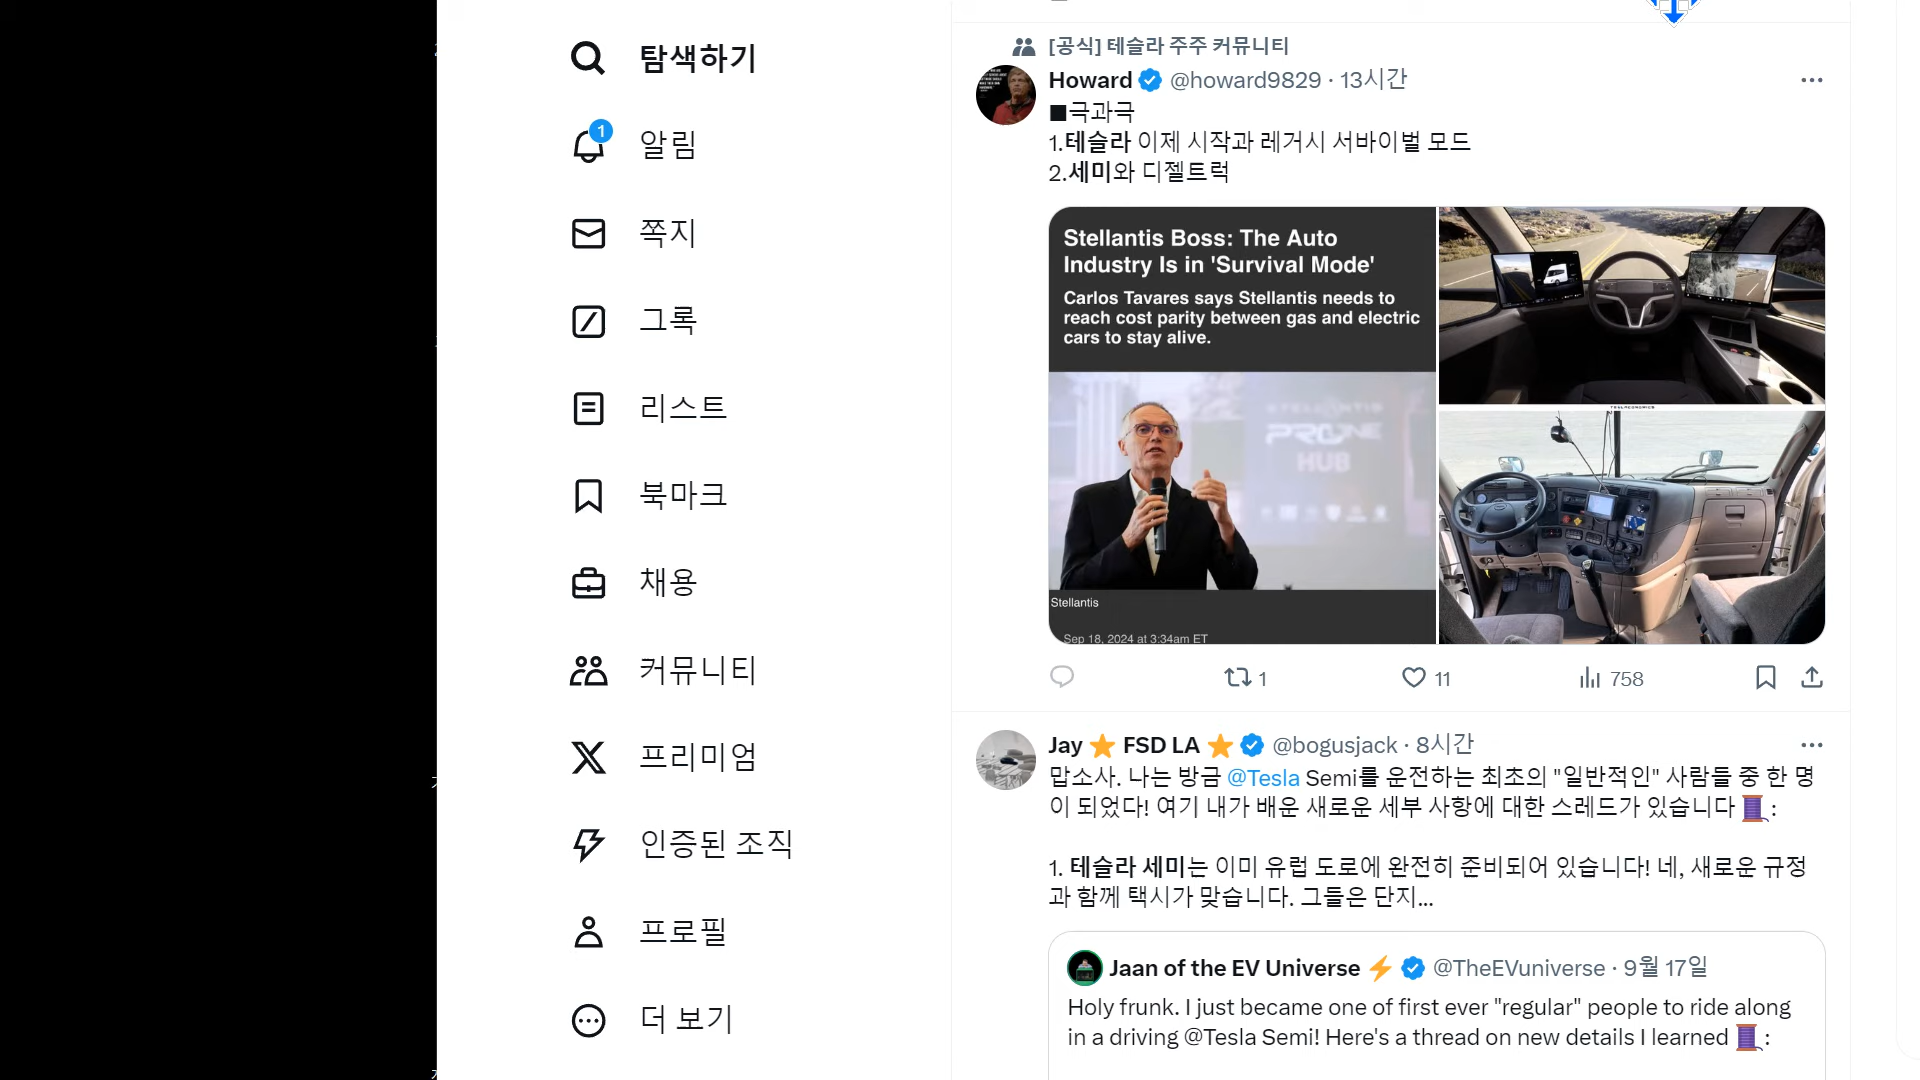 탐색하기
1
알림
쪽지
그록
리스트
북마크
채용
커뮤니티
프리미엄
인증된 조직
프로필
더 보기
[공식] 테슬라 주주 커뮤니티
Howard @howard9829 · 13시간
■극과극
1.테슬라 이제 시작과 레거시 서바이벌 모드
2.세미와 디젤트럭
Stellantis Boss: The Auto
Industry Is in 'Survival Mode'
Carlos Tavares says Stellantis needs to
reach cost parity between gas and electric
cars to stay alive.
STELLANTIS
HUB
Stellantis
Sep 18, 2024 at 3:34am ET
1
11
758
Jay ⭐ FSD LA ⭐ @bogusjack · 8시간
맙소사. 나는 방금 @Tesla Semi를 운전하는 최초의 "일반적인" 사람들 중 한 명
이 되었다! 여기 내가 배운 새로운 세부 사항에 대한 스레드가 있습니다 🧵:
1. 테슬라 세미는 이미 유럽 도로에 완전히 준비되어 있습니다! 네, 새로운 규정
과 함께 택시가 맞습니다. 그들은 단지...
Jaan of the EV Universe ⚡ @TheEVuniverse · 9월 17일
Holy frunk. I just became one of first ever "regular" people to ride along
in a driving @Tesla Semi! Here's a thread on new details I learned 🧵: